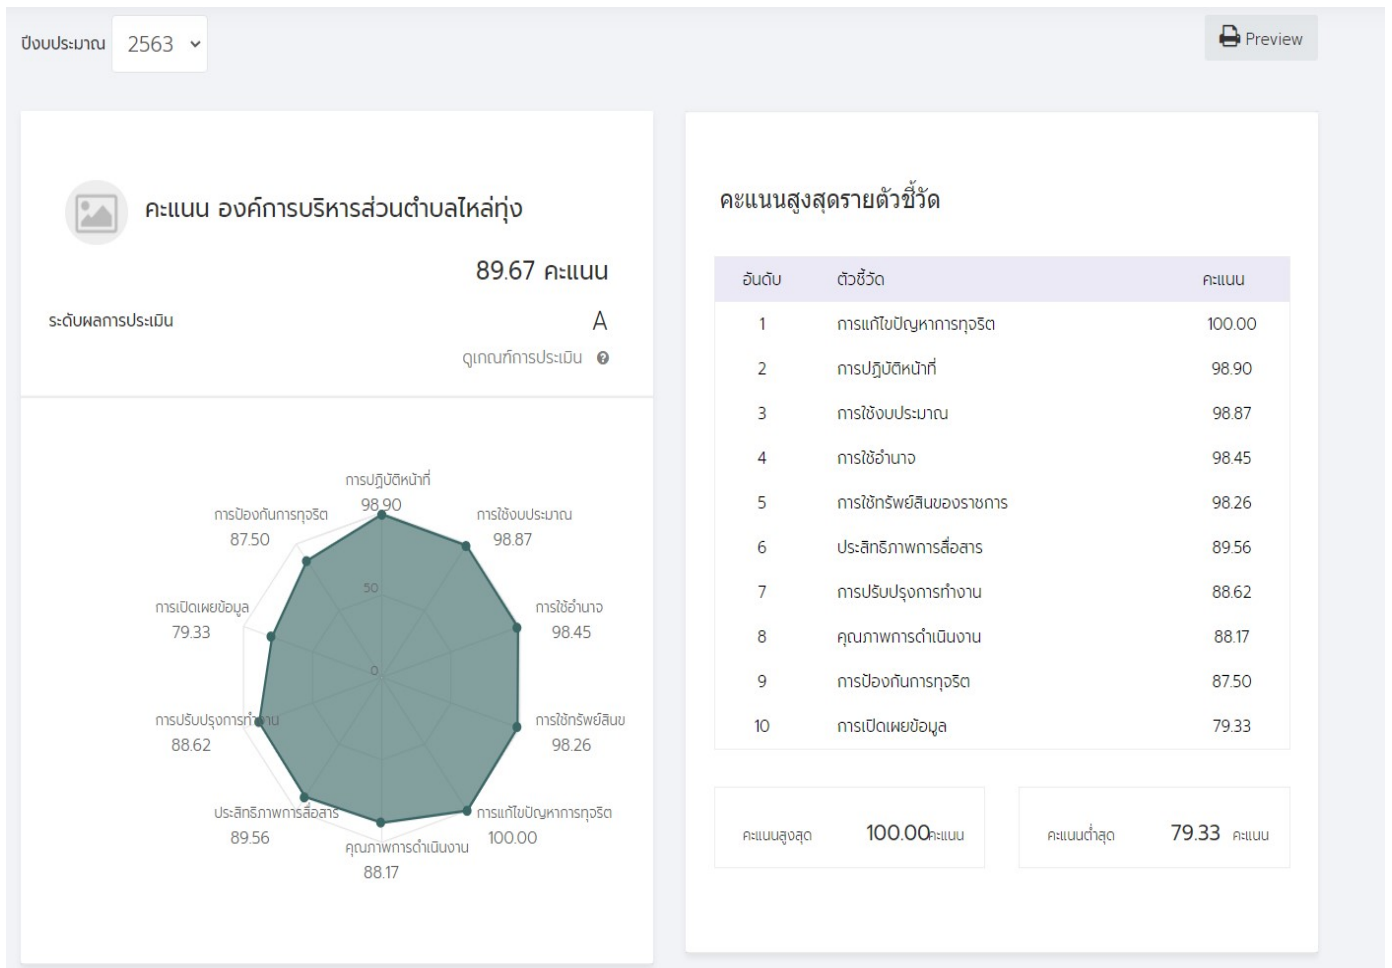 ปีงบประมาณ 2563
Preview
คะแนน องค์การบริหารส่วนตำบลไหล่ทุ่ง
89.67 คะแนน
ระดับผลการประเมิน A
ดูเกณฑ์การประเมิน
การปฏิบัติหน้าที่
98.90
การป้องกันการทุจริต
87.50
การใช้งบประมาณ
98.87
50
การเปิดเผยข้อมูล
79.33
การใช้อำนาจ
98.45
0
การปรับปรุงการทำงาน
88.62
การใช้ทรัพย์สินข
98.26
ประสิทธิภาพการสื่อสาร
89.56
การแก้ไขปัญหาการทุจริต
100.00
คุณภาพการดำเนินงาน
88.17
คะแนนสูงสุดรายตัวชี้วัด
อันดับ ตัวชี้วัด คะแนน
1 การแก้ไขปัญหาการทุจริต 100.00
2 การปฏิบัติหน้าที่ 98.90
3 การใช้งบประมาณ 98.87
4 การใช้อำนาจ 98.45
5 การใช้ทรัพย์สินของราชการ 98.26
6 ประสิทธิภาพการสื่อสาร 89.56
7 การปรับปรุงการทำงาน 88.62
8 คุณภาพการดำเนินงาน 88.17
9 การป้องกันการทุจริต 87.50
10 การเปิดเผยข้อมูล 79.33
คะแนนสูงสุด 100.00 คะแนน
คะแนนต่ำสุด 79.33 คะแนน